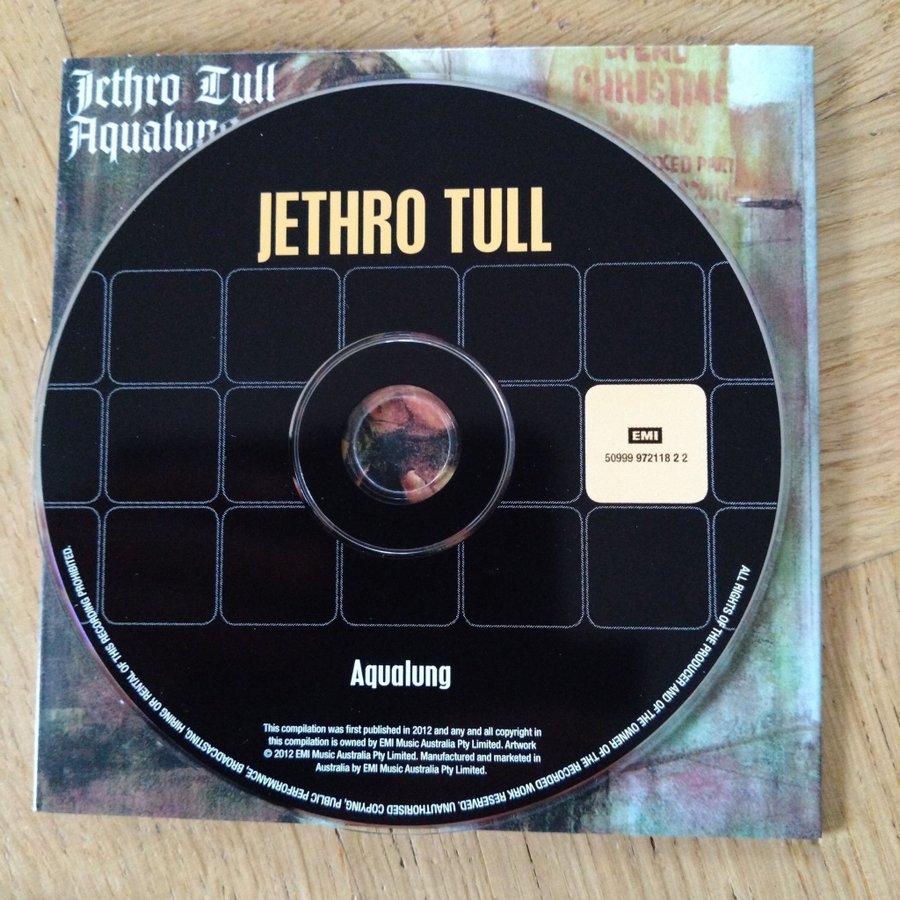 Jethro Tull
Aqualung
CHRISTMA
JETHRO TULL
EMI
50999 972118 2 2
Aqualung
This compilation was first published in 2012 and any and all copyright in
this compilation is owned by EMI Music Australia Pty Limited. Artwork
© 2012 EMI Music Australia Pty Limited. Manufactured and marketed in
Australia by EMI Music Australia Pty Limited.
ALL RIGHTS OF THE PRODUCER AND OF THE OWNER OF THE RECORDED WORK RESERVED. UNAUTHORISED COPYING, PUBLIC PERFORMANCE, BROADCASTING, HIRING OR RENTAL OF THIS RECORDING PROHIBITED.